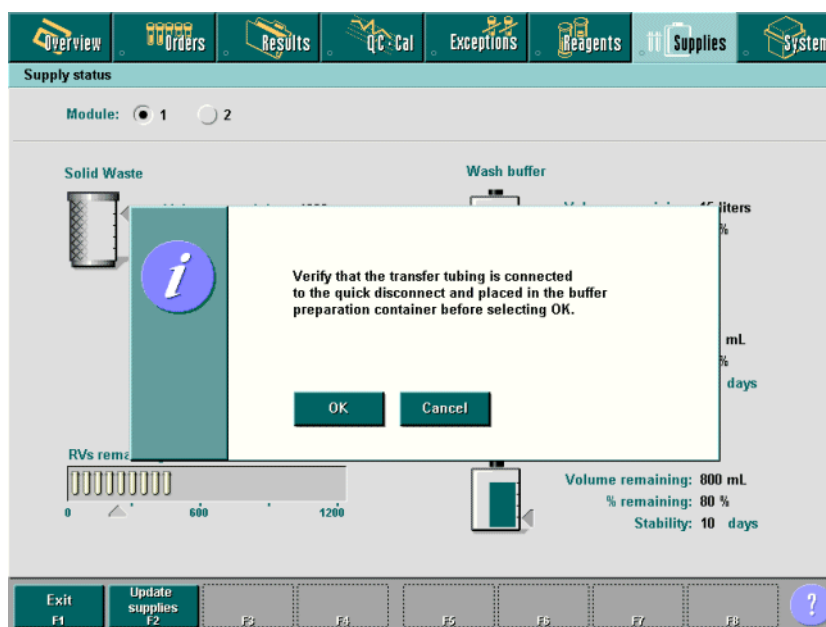 Overview Orders Results QC-Cal Exceptions Reagents Supplies System
Supply status
Module: 1 2
Solid Waste
Wash buffer
15 liters
%
i
Verify that the transfer tubing is connected
to the quick disconnect and placed in the buffer
preparation container before selecting OK.
mL
%
days
OK Cancel
RVs rema
0 600 1200
Volume remaining: 800 mL
% remaining: 80 %
Stability: 10 days
Exit
F1
Update
supplies
F2
F3 F4 F5 F6 F7 F8
?